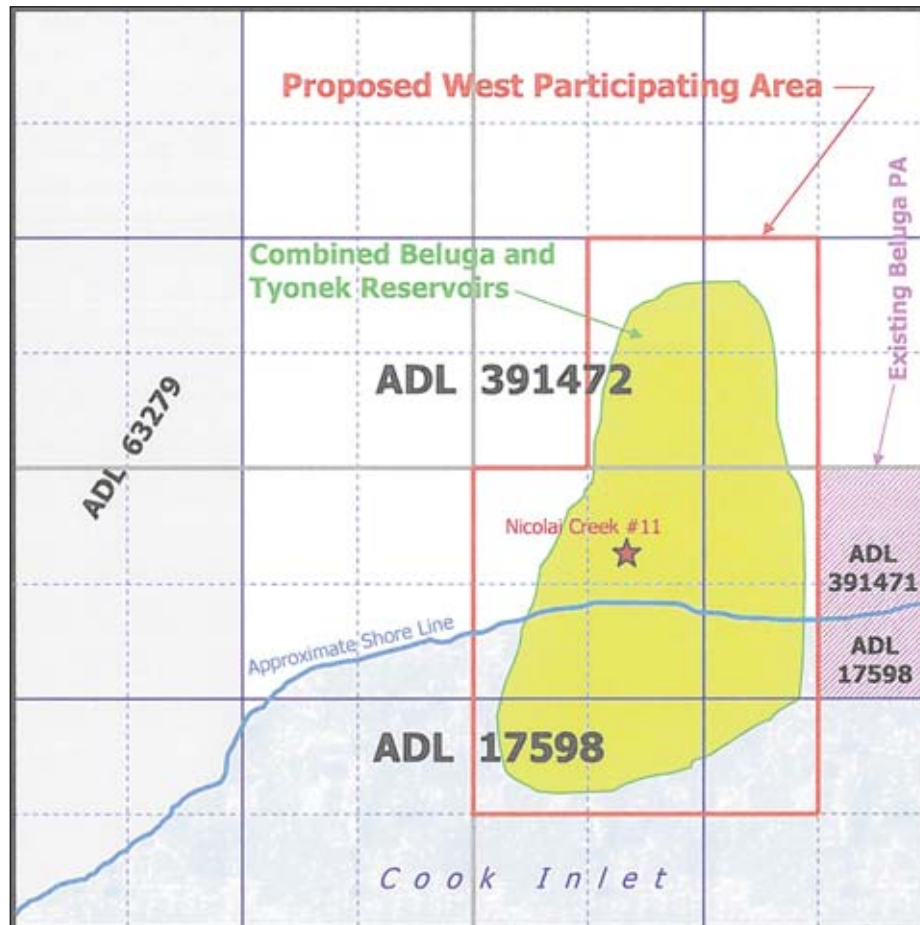 Proposed West Participating Area
Existing Beluga PA
Combined Beluga and
Tyonek Reservoirs
ADL 391472
ADL 63279
Nicolai Creek #11
ADL
391471
Approximate Shore Line
ADL
17598
ADL 17598
Cook Inlet